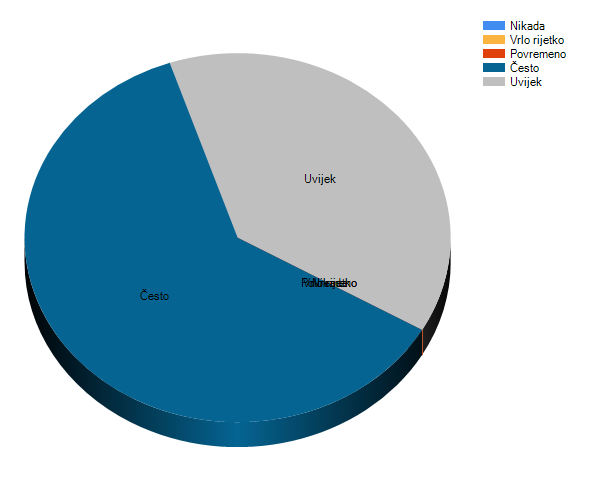 Nikada
Vrlo rijetko
Povremeno
Često
Uvijek
Uvijek
Često